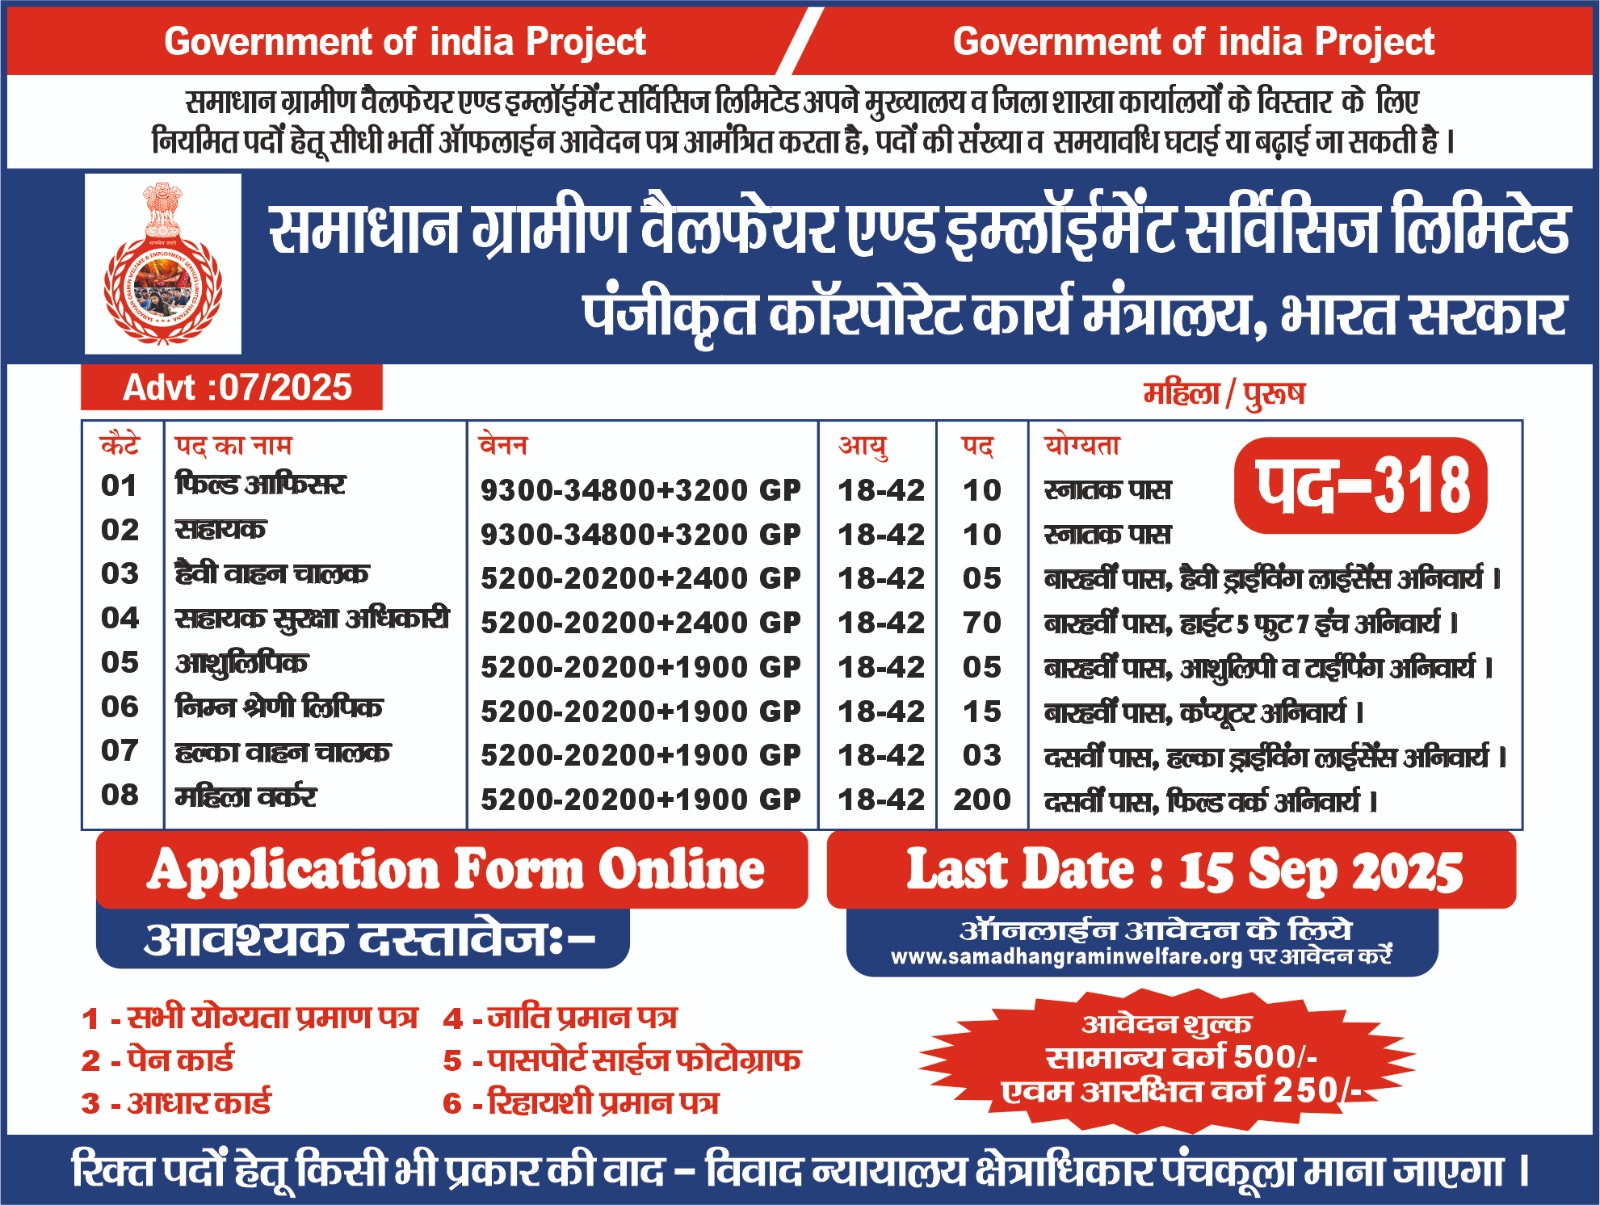 Government of india Project
Government of india Project
समाधान ग्रामीण वैलफेयर एण्ड इम्लॉईमेंट सर्विसिज लिमिटेड अपने मुख्यालय व जिला शाखा कार्यालयों के विस्तार के लिए
नियमित पदों हेतू सीधी भर्ती ऑफलाईन आवेदन पत्र आमंत्रित करता है, पदों की संख्या व समयावधि घटाई या बढ़ाई जा सकती है ।
समाधान ग्रामीण वैलफेयर एण्ड इम्लॉईमेंट सर्विसिज लिमिटेड
पंजीकृत कॉरपोरेट कार्य मंत्रालय, भारत सरकार
SAMADHAN GRAMIN WELFARE & EMPLOYMENT SERVICES LIMITED HARYANA
Advt :07/2025
महिला / पुरूष
कैटे पद का नाम वेनन आयु पद योग्यता
पद-318
01 फिल्ड आफिसर 9300-34800+3200 GP 18-42 10 स्नातक पास
02 सहायक 9300-34800+3200 GP 18-42 10 स्नातक पास
03 हैवी वाहन चालक 5200-20200+2400 GP 18-42 05 बारहवीं पास, हैवी ड्राईविंग लाईसेंस अनिवार्य ।
04 सहायक सुरक्षा अधिकारी 5200-20200+2400 GP 18-42 70 बारहवीं पास, हाईट 5 फुट 7 इंच अनिवार्य ।
05 आशुलिपिक 5200-20200+1900 GP 18-42 05 बारहवीं पास, आशुलिपी व टाईपिंग अनिवार्य ।
06 निम्न श्रेणी लिपिक 5200-20200+1900 GP 18-42 15 बारहवीं पास, कंप्यूटर अनिवार्य ।
07 हल्का वाहन चालक 5200-20200+1900 GP 18-42 03 दसवीं पास, हल्का ड्राईविंग लाईसेंस अनिवार्य ।
08 महिला वर्कर 5200-20200+1900 GP 18-42 200 दसवीं पास, फिल्ड वर्क अनिवार्य ।
Application Form Online
Last Date : 15 Sep 2025
आवश्यक दस्तावेजः-
ऑनलाईन आवेदन के लिये
www.samadhangraminwelfare.org पर आवेदन करें
1 - सभी योग्यता प्रमाण पत्र
2 - पेन कार्ड
3 - आधार कार्ड
4 - जाति प्रमान पत्र
5 - पासपोर्ट साईज फोटोग्राफ
6 - रिहायशी प्रमान पत्र
आवेदन शुल्क
सामान्य वर्ग 500/-
एवम आरक्षित वर्ग 250/-
रिक्त पदों हेतू किसी भी प्रकार की वाद - विवाद न्यायालय क्षेत्राधिकार पंचकूला माना जाएगा ।